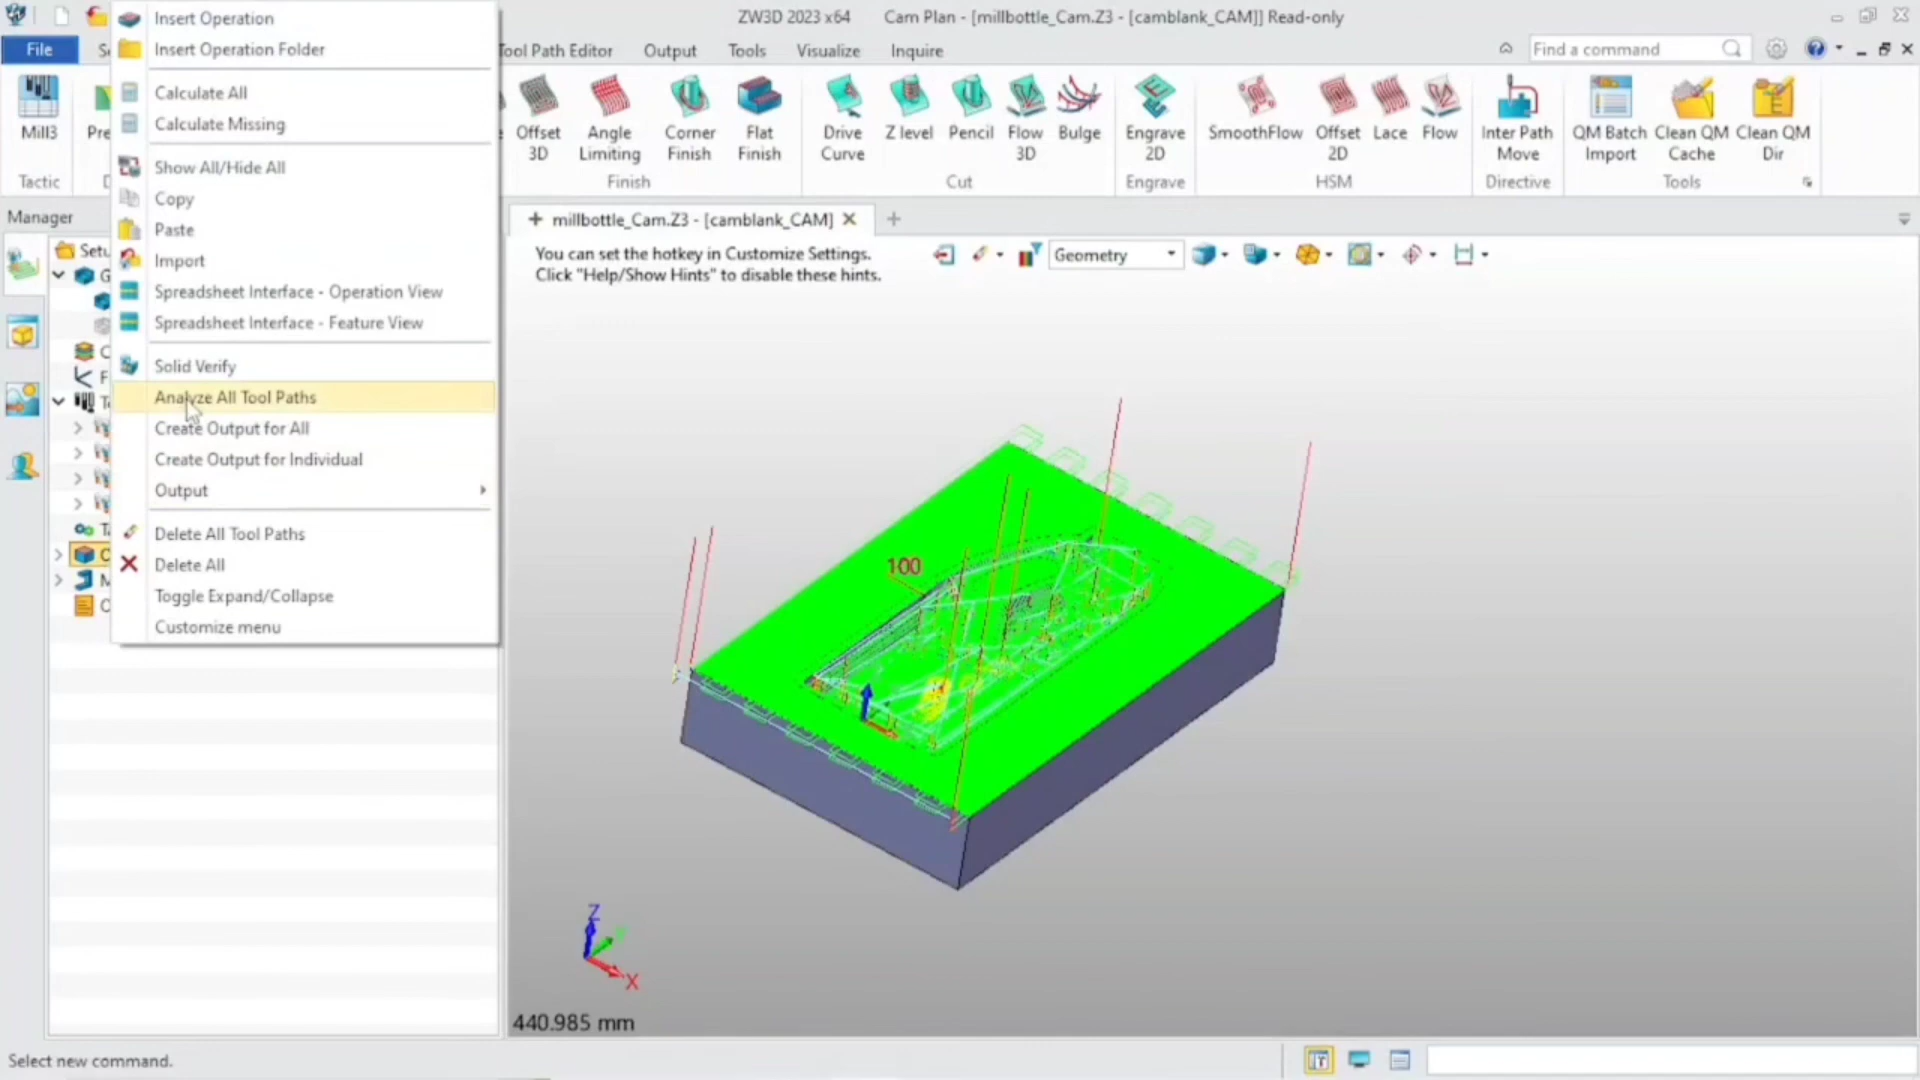 ZW3D 2023 x64
Cam Plan - [millbottle_Cam.Z3 - [camblank_CAM]] Read-only
File
Tool Path Editor
Output
Tools
Visualize
Inquire
Find a command
Mill3
Offset 3D
Angle Limiting
Corner Finish
Flat Finish
Drive Curve
Z level
Pencil
Flow 3D
Bulge
Engrave 2D
SmoothFlow
Offset 2D
Lace
Flow
Inter Path Move
QM Batch Import
Clean QM Cache
Clean QM Dir
Tactic
Finish
Cut
Engrave
HSM
Directive
Tools
Manager
Insert Operation
Insert Operation Folder
Calculate All
Calculate Missing
Show All/Hide All
Copy
Paste
Import
Spreadsheet Interface - Operation View
Spreadsheet Interface - Feature View
Solid Verify
Analyze All Tool Paths
Create Output for All
Create Output for Individual
Output
Delete All Tool Paths
Delete All
Toggle Expand/Collapse
Customize menu
millbottle_Cam.Z3 - [camblank_CAM]
You can set the hotkey in Customize Settings.
Click "Help/Show Hints" to disable these hints.
Geometry
100
Z
X
440.985 mm
Select new command.